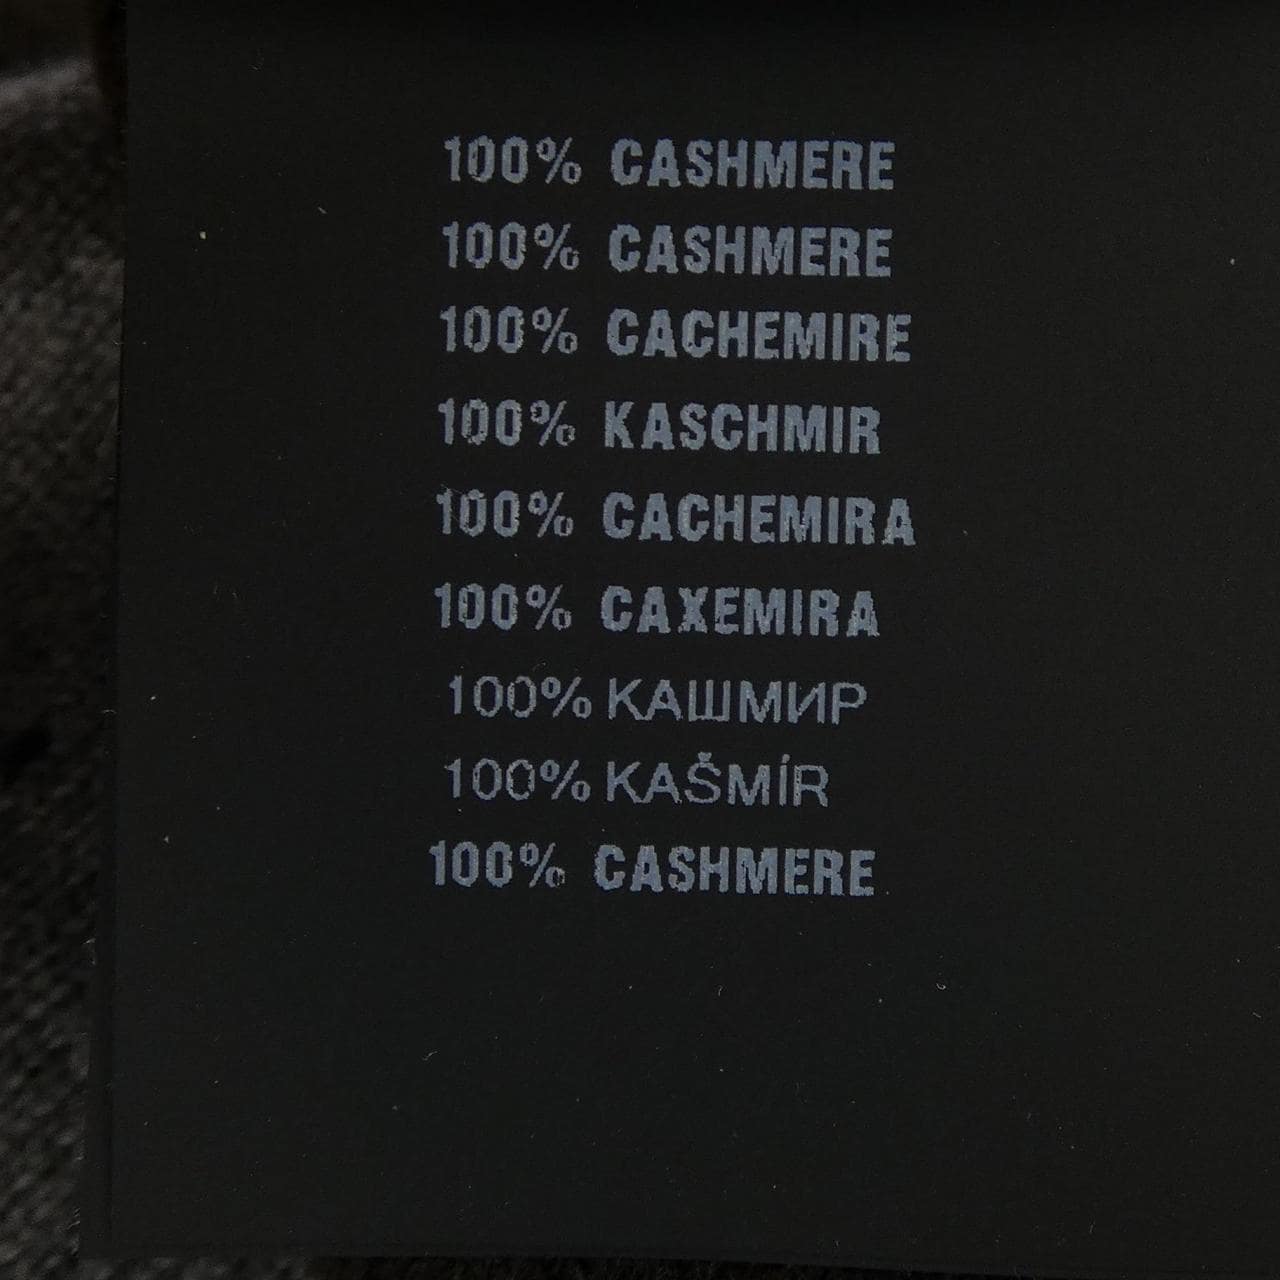 100% CASHMERE
100% CASHMERE
100% CACHEMIRE
100% KASCHMIR
100% CACHEMIRA
100% CAXEMIRA
100% КАШМИР
100% KAŠMÍR
100% CASHMERE